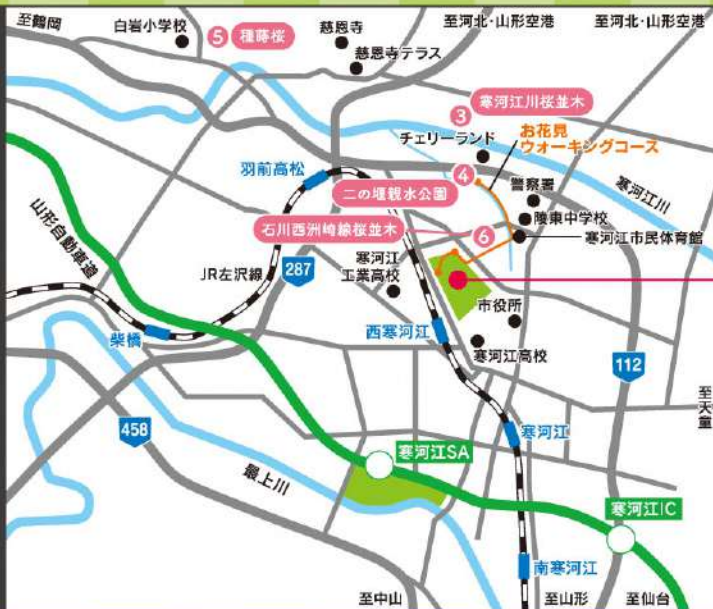 至鶴岡
白岩小学校
5 種蒔桜
慈恩寺
慈恩寺テラス
至河北・山形空港
至河北・山形空港
3 寒河江川桜並木
チェリーランド
お花見
ウォーキングコース
羽前高松
4
二の堰親水公園
警察署
寒河江川
陵東中学校
石川西洲崎線桜並木
6
寒河江市民体育館
山形自動車道
JR左沢線
287
寒河江
工業高校
市役所
柴橋
西寒河江
寒河江高校
112
至天童
458
寒河江
寒河江SA
最上川
寒河江IC
南寒河江
至中山
至山形
至仙台